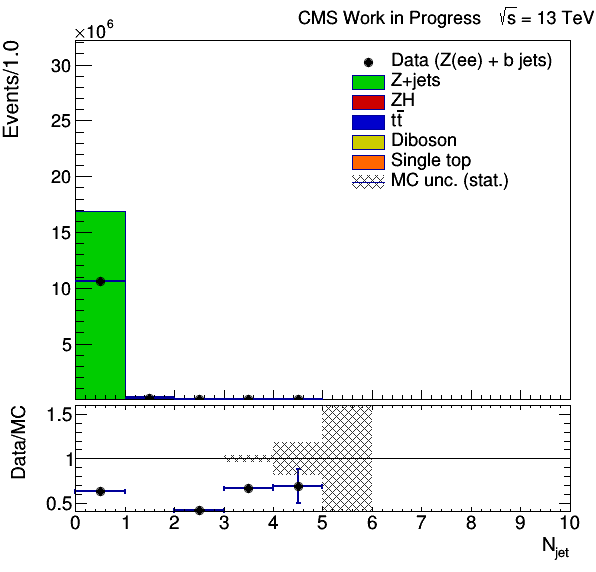 CMS Work in Progress √s = 13 TeV
×10⁶
Events/1.0
30
25
20
15
10
5
Data (Z(ee) + b jets)
Z+jets
ZH
tt̄
Diboson
Single top
MC unc. (stat.)
Data/MC
1.5
1
0.5
0 1 2 3 4 5 6 7 8 9 10
N_jet